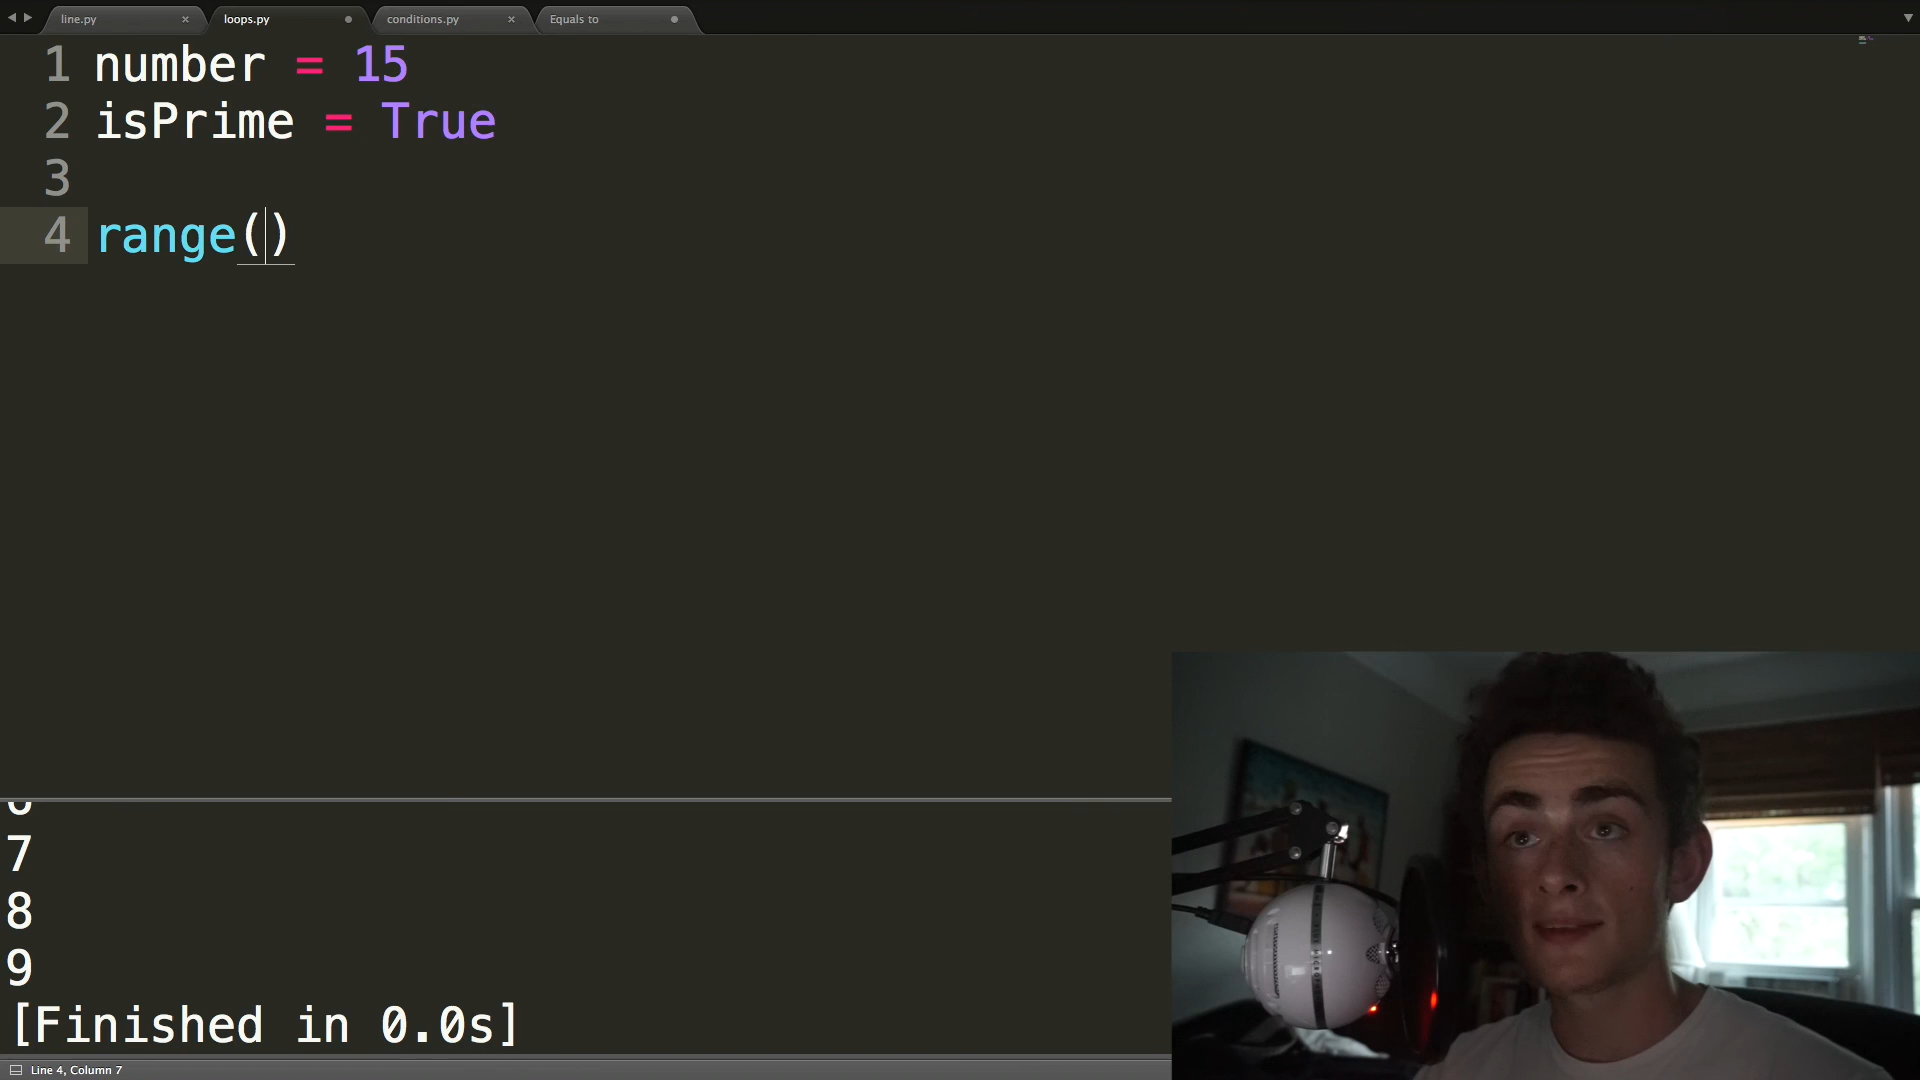 line.py
loops.py
conditions.py
Equals to
1 number = 15
2 isPrime = True
3
4 range()
7
8
9
[Finished in 0.0s]
Line 4, Column 7